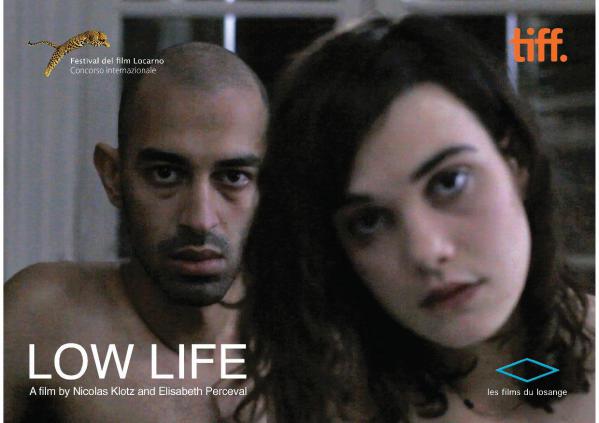 Festival del film Locarno
Concorso internazionale
tiff.
LOW LIFE
A film by Nicolas Klotz and Elisabeth Perceval
les films du losange